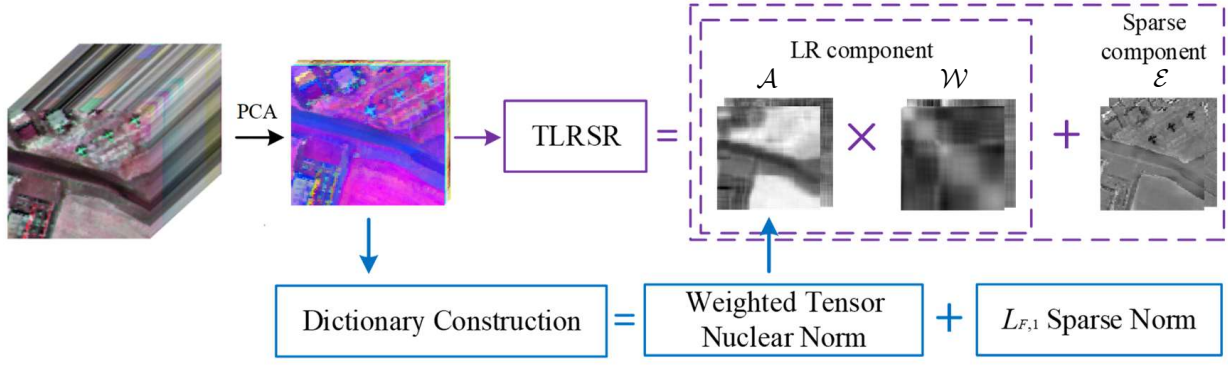 PCA
TLRSR
=
LR component
𝒜
×
𝒲
+
Sparse
component
ℰ
Dictionary Construction
=
Weighted Tensor
Nuclear Norm
+
L_{F,1} Sparse Norm